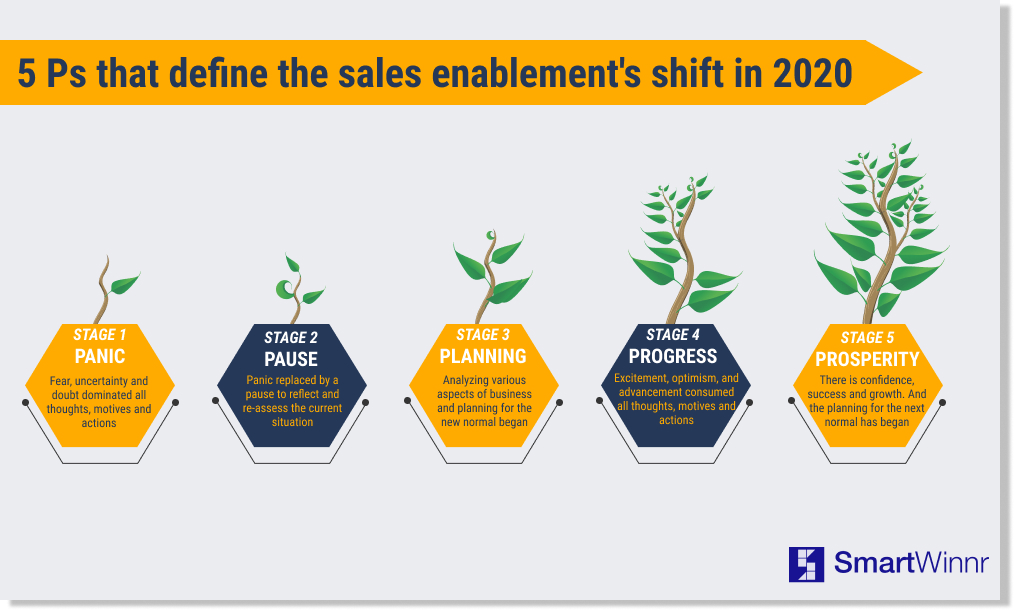 5 Ps that define the sales enablement's shift in 2020
STAGE 1
PANIC
Fear, uncertainty and
doubt dominated all
thoughts, motives and
actions
STAGE 2
PAUSE
Panic replaced by a
pause to reflect and
re-assess the current
situation
STAGE 3
PLANNING
Analyzing various
aspects of business
and planning for the
new normal began
STAGE 4
PROGRESS
Excitement, optimism, and
advancement consumed
all thoughts, motives and
actions
STAGE 5
PROSPERITY
There is confidence,
success and growth. And
the planning for the next
normal has began
SmartWinnr